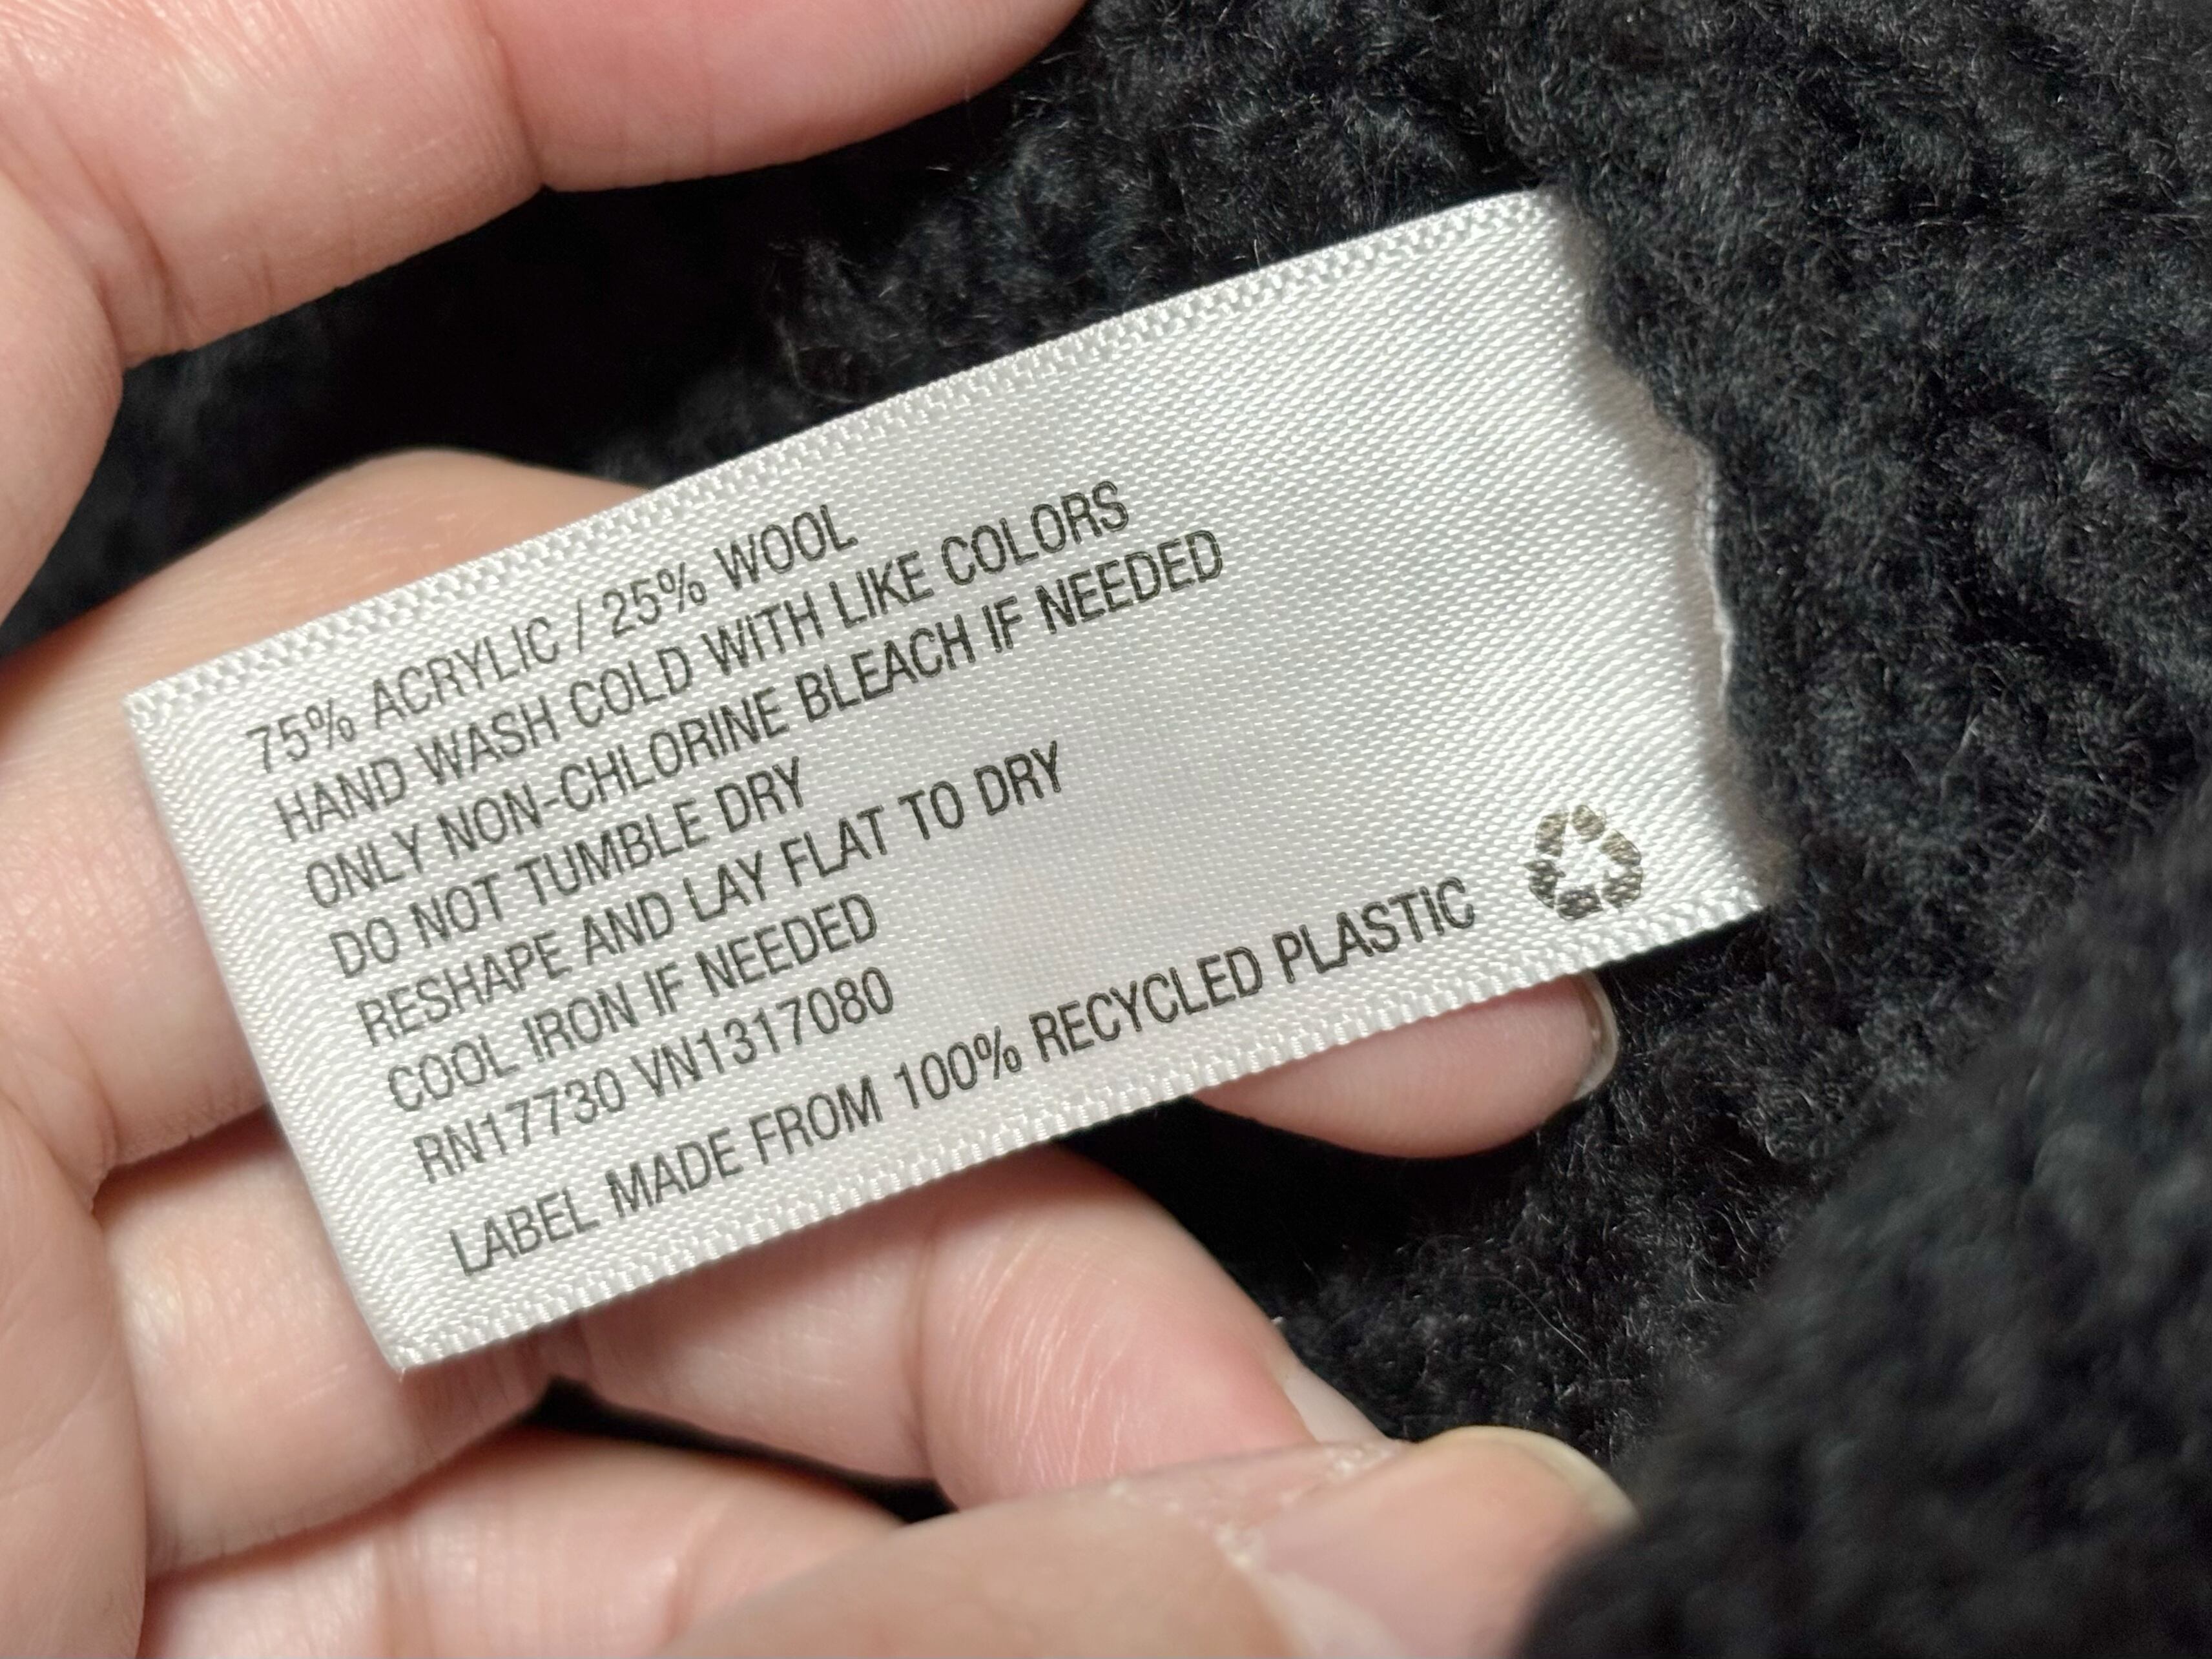 75% ACRYLIC / 25% WOOL
HAND WASH COLD WITH LIKE COLORS
ONLY NON-CHLORINE BLEACH IF NEEDED
DO NOT TUMBLE DRY
RESHAPE AND LAY FLAT TO DRY
COOL IRON IF NEEDED
RN17730 VN1317080
LABEL MADE FROM 100% RECYCLED PLASTIC